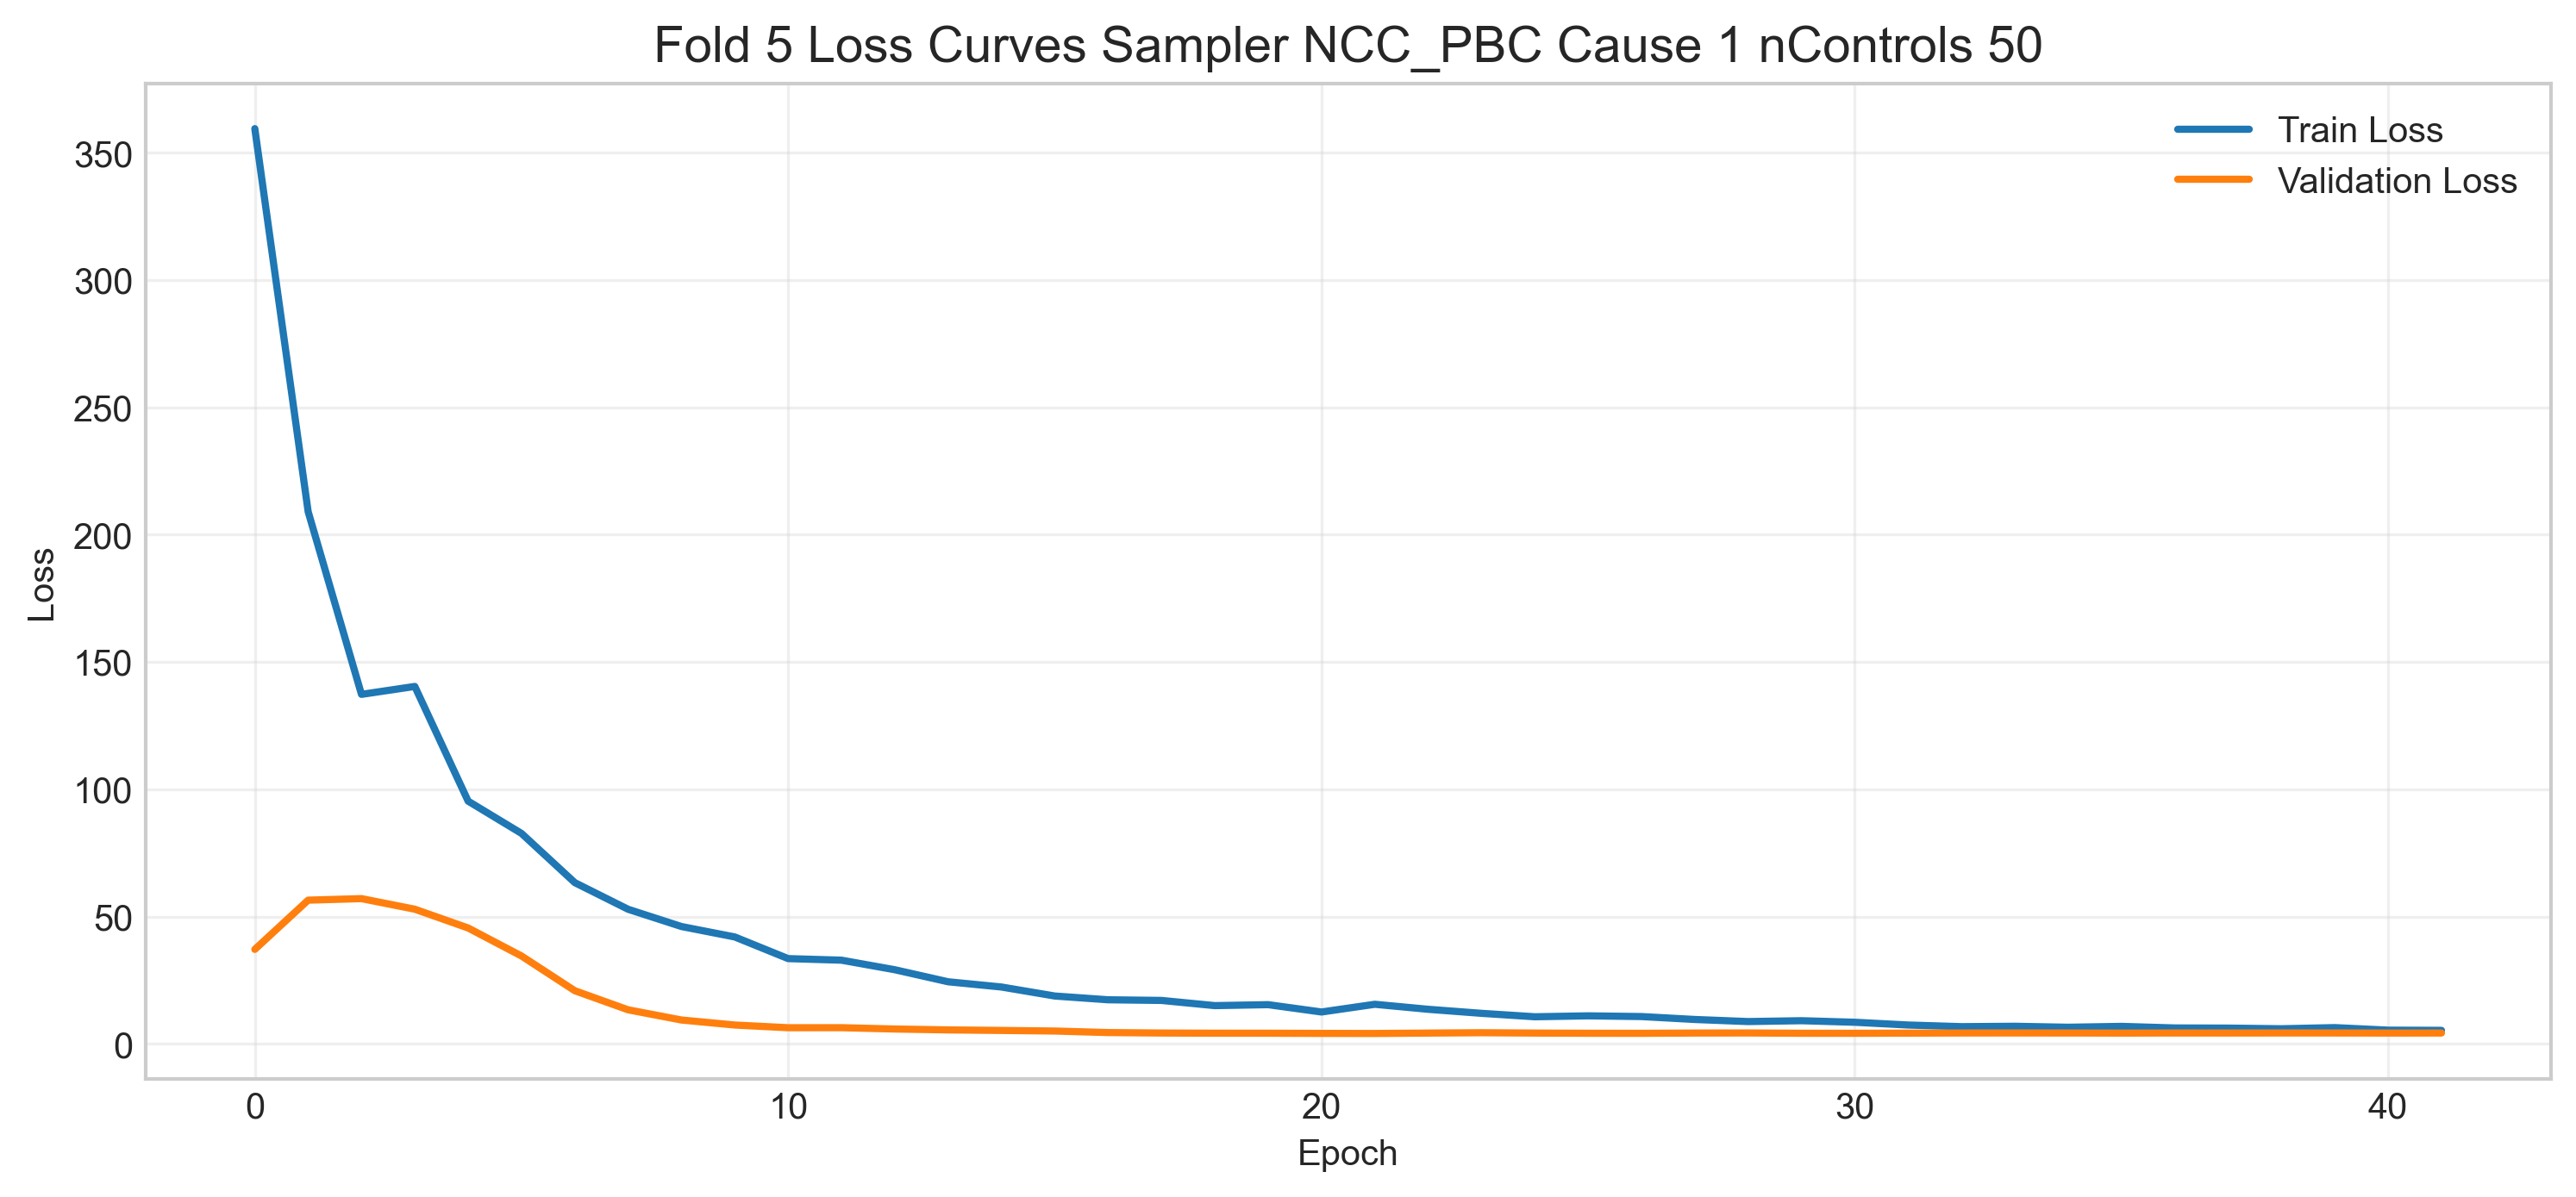 Fold 5 Loss Curves Sampler NCC_PBC Cause 1 nControls 50
Train Loss
Validation Loss
350
300
250
200
150
100
50
0
Loss
0 10 20 30 40
Epoch